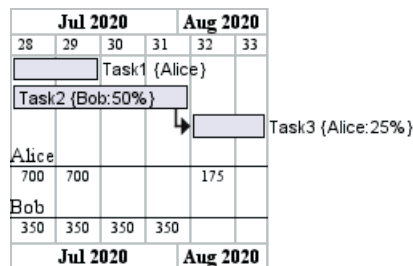 Jul 2020 Aug 2020
28 29 30 31 32 33
Task1 {Alice}
Task2 {Bob:50%}
Task3 {Alice:25%}
Alice
700 700 175
Bob
350 350 350 350
Jul 2020 Aug 2020